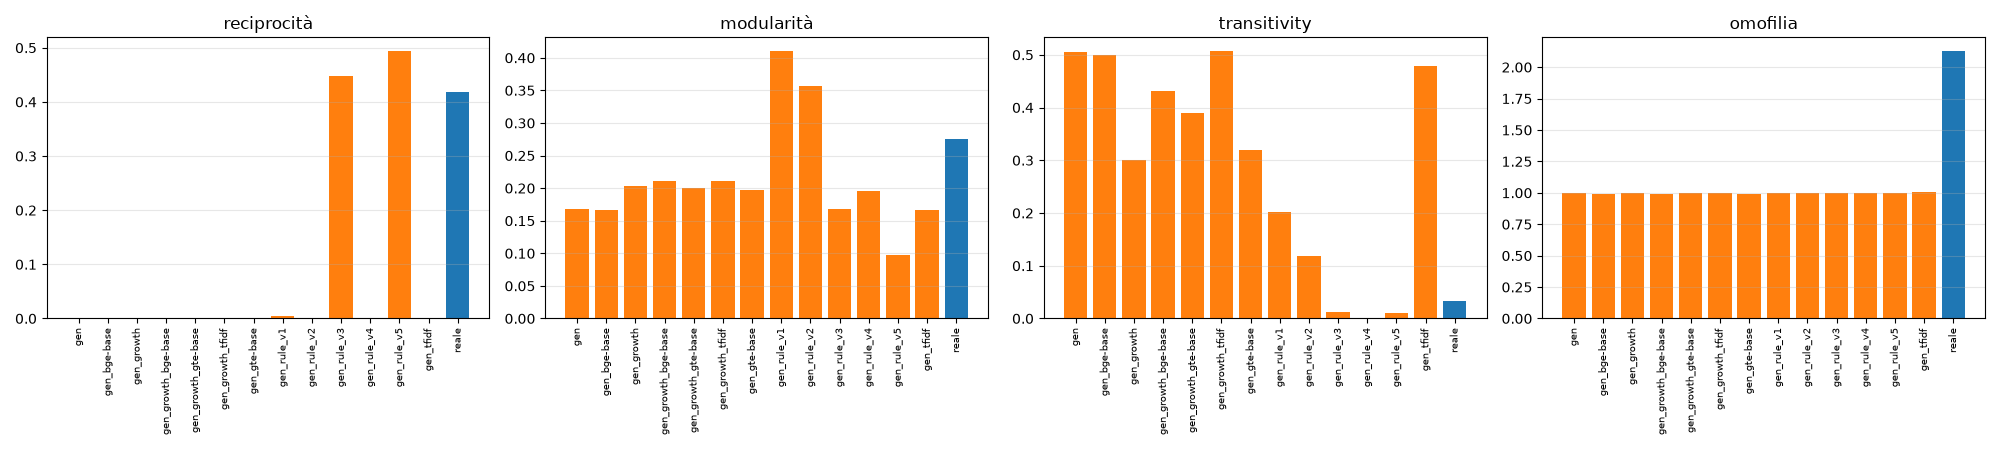 reciprocità
0.5
0.4
0.3
0.2
0.1
0.0
gen
gen_bge-base
gen_growth
gen_growth_bge-base
gen_growth_gte-base
gen_growth_tfidf
gen_gte-base
gen_rule_v1
gen_rule_v2
gen_rule_v3
gen_rule_v4
gen_rule_v5
gen_tfidf
reale
modularità
0.40
0.35
0.30
0.25
0.20
0.15
0.10
0.05
0.00
gen
gen_bge-base
gen_growth
gen_growth_bge-base
gen_growth_gte-base
gen_growth_tfidf
gen_gte-base
gen_rule_v1
gen_rule_v2
gen_rule_v3
gen_rule_v4
gen_rule_v5
gen_tfidf
reale
transitivity
0.5
0.4
0.3
0.2
0.1
0.0
gen
gen_bge-base
gen_growth
gen_growth_bge-base
gen_growth_gte-base
gen_growth_tfidf
gen_gte-base
gen_rule_v1
gen_rule_v2
gen_rule_v3
gen_rule_v4
gen_rule_v5
gen_tfidf
reale
omofilia
2.00
1.75
1.50
1.25
1.00
0.75
0.50
0.25
0.00
gen
gen_bge-base
gen_growth
gen_growth_bge-base
gen_growth_gte-base
gen_growth_tfidf
gen_gte-base
gen_rule_v1
gen_rule_v2
gen_rule_v3
gen_rule_v4
gen_rule_v5
gen_tfidf
reale